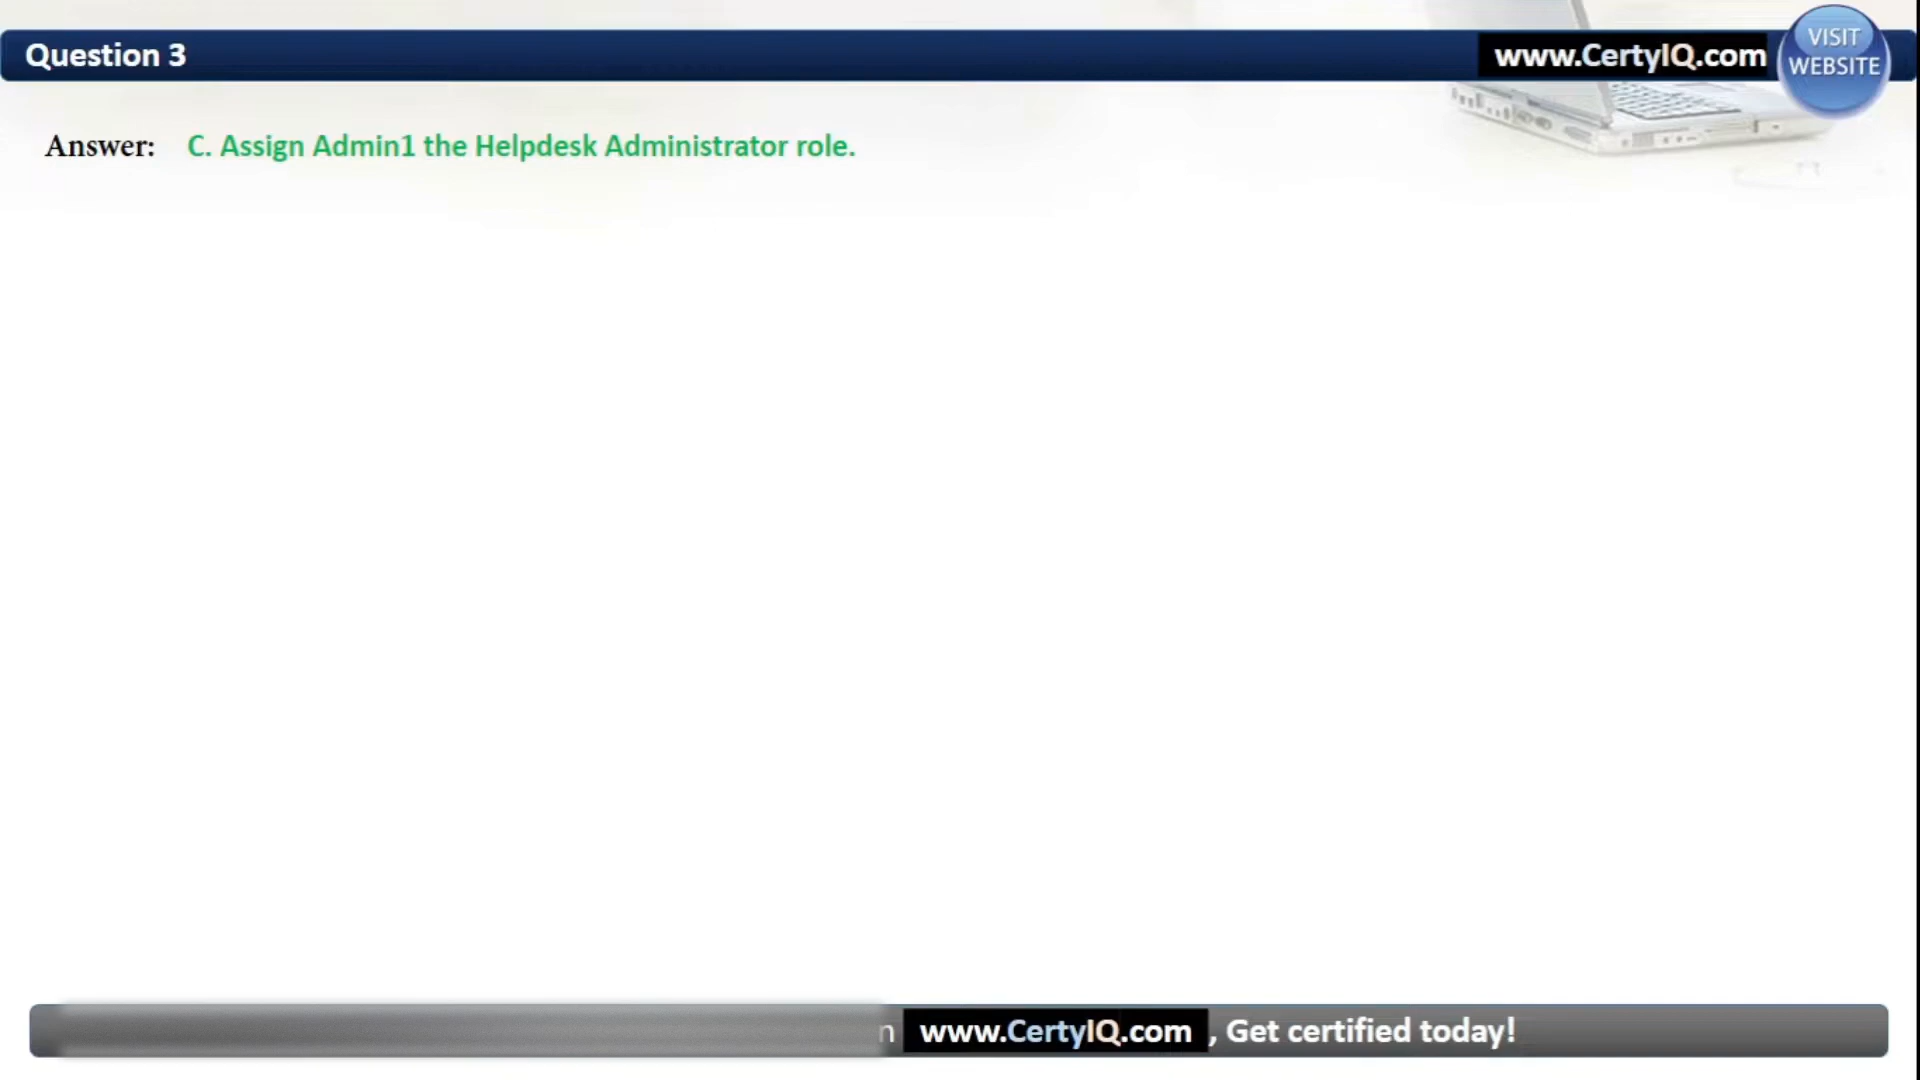 Question 3
www.CertyIQ.com
VISIT
WEBSITE
Answer: C. Assign Admin1 the Helpdesk Administrator role.
n www.CertyIQ.com , Get certified today!